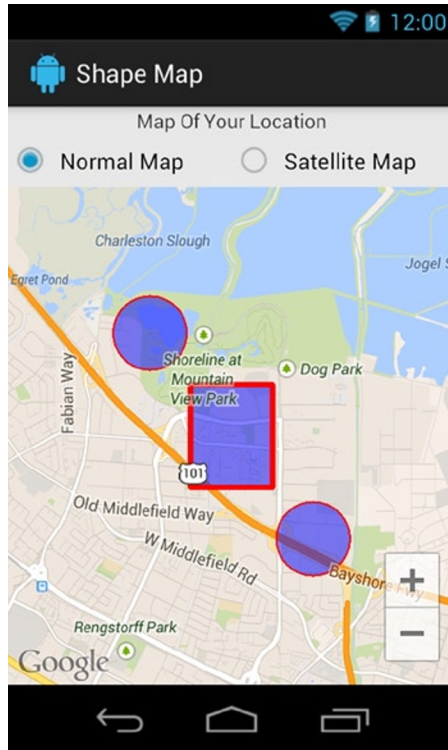 12:00
Shape Map
Map Of Your Location
Normal Map
Satellite Map
Charleston Slough
Jogel S
Egret Pond
Fabian Way
Shoreline at
Mountain
View Park
Dog Park
101
Old Middlefield Way
W Middlefield Rd
Bayshore Fwy
Rengstorff Park
Google
+
−